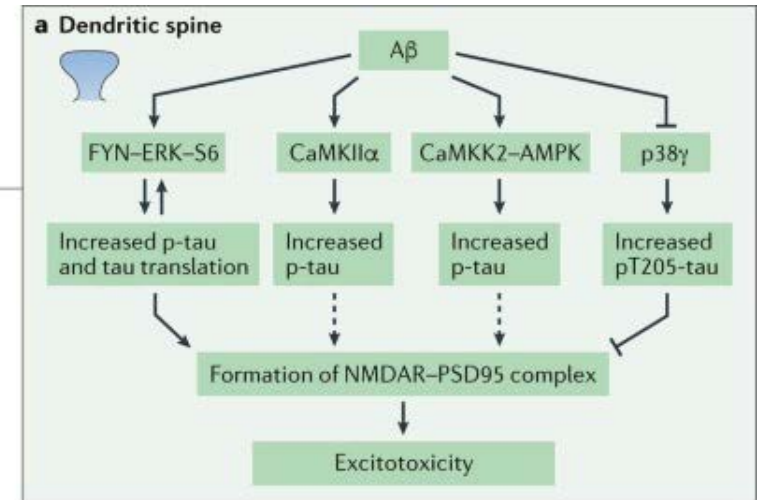 a Dendritic spine
Aβ
FYN–ERK–S6
CaMKIIα
CaMKK2–AMPK
p38γ
Increased p-tau
and tau translation
Increased
p-tau
Increased
p-tau
Increased
pT205-tau
Formation of NMDAR–PSD95 complex
Excitotoxicity